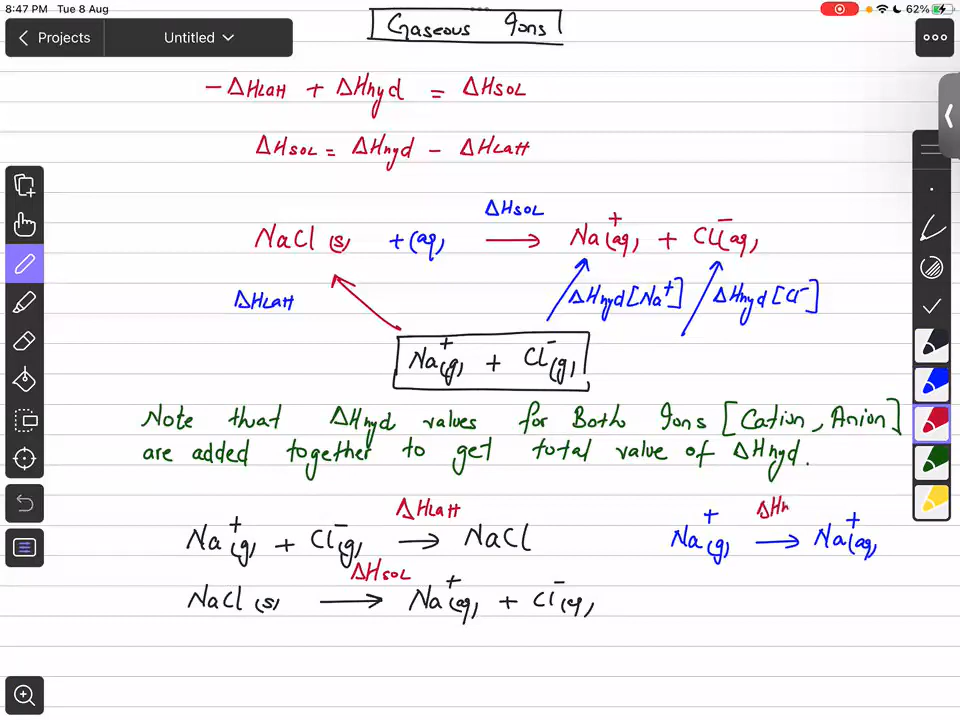 8:47 PM Tue 8 Aug 62%
Projects Untitled
Gaseous Ions
-ΔHLatt + ΔHhyd = ΔHsol
ΔHsol = ΔHhyd - ΔHLatt
ΔHsol
NaCl(s) + (aq) → Na⁺(aq) + Cl⁻(aq)
ΔHLatt ΔHhyd[Na⁺] ΔHhyd[Cl⁻]
Na⁺(g) + Cl⁻(g)
Note that ΔHhyd values for Both Ions [Cation, Anion]
are added together to get total value of ΔHhyd.
ΔHLatt ΔHh
Na⁺(g) + Cl⁻(g) → NaCl Na⁺(g) → Na⁺(aq)
ΔHsol
NaCl(s) → Na⁺(aq) + Cl⁻(aq)